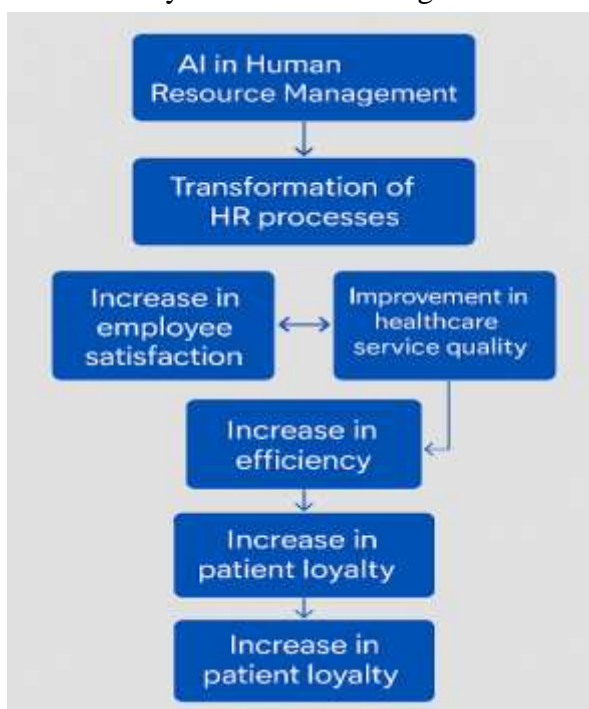 AI in Human
Resource Management
Transformation of
HR processes
Increase in
employee
satisfaction
Improvement in
healthcare
service quality
Increase in
efficiency
Increase in
patient loyalty
Increase in
patient loyalty